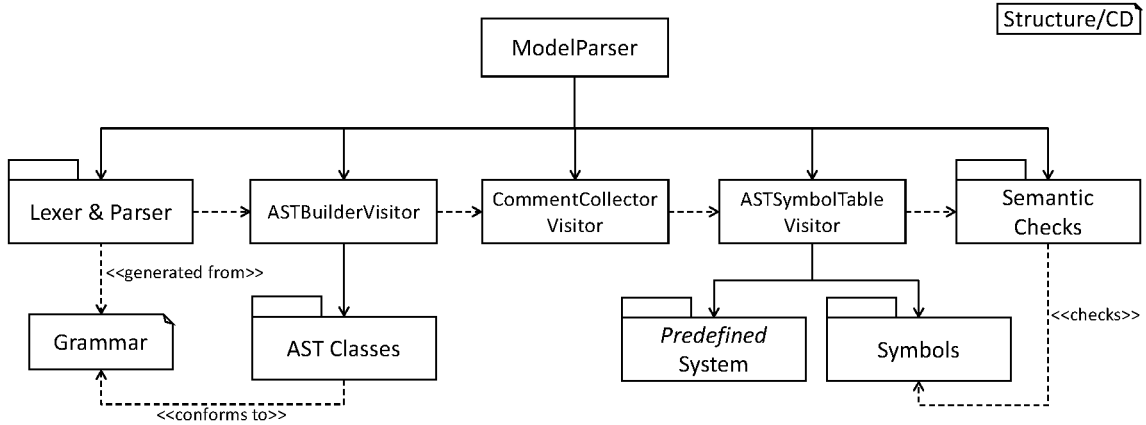 Structure/CD
ModelParser
Lexer & Parser
ASTBuilderVisitor
CommentCollector
Visitor
ASTSymbolTable
Visitor
Semantic
Checks
<<generated from>>
Grammar
AST Classes
Predefined
System
Symbols
<<checks>>
<<conforms to>>